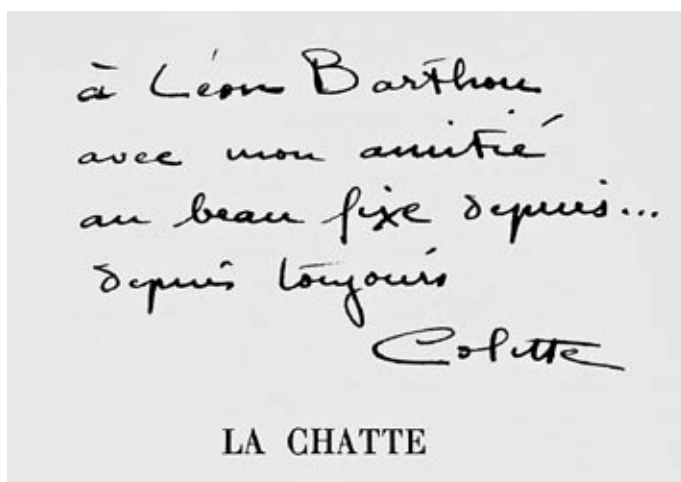 à Léon Barthou
avec mon amitié
au beau fixe depuis...
depuis toujours
Colette
LA CHATTE